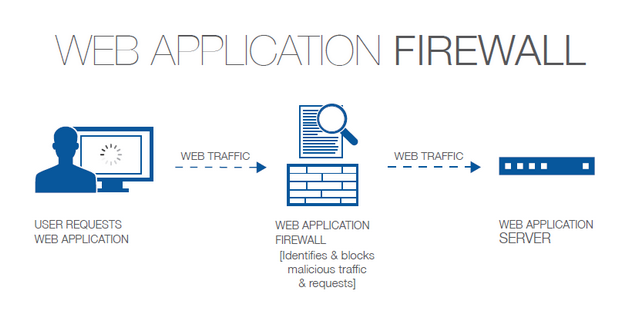 WEB APPLICATION FIREWALL
WEB TRAFFIC
WEB TRAFFIC
USER REQUESTS
WEB APPLICATION
WEB APPLICATION
FIREWALL
[Identifies & blocks
malicious traffic
& requests]
WEB APPLICATION
SERVER